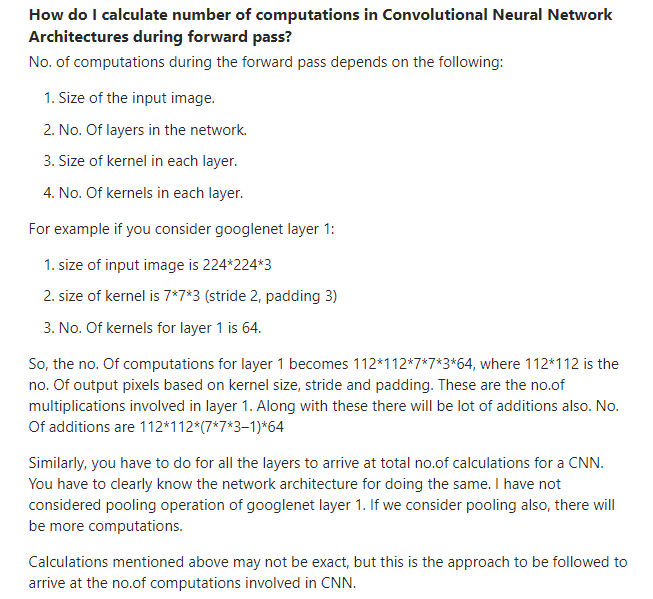 How do I calculate number of computations in Convolutional Neural Network
Architectures during forward pass?
No. of computations during the forward pass depends on the following:
1. Size of the input image.
2. No. Of layers in the network.
3. Size of kernel in each layer.
4. No. Of kernels in each layer.
For example if you consider googlenet layer 1:
1. size of input image is 224*224*3
2. size of kernel is 7*7*3 (stride 2, padding 3)
3. No. Of kernels for layer 1 is 64.
So, the no. Of computations for layer 1 becomes 112*112*7*7*3*64, where 112*112 is the
no. Of output pixels based on kernel size, stride and padding. These are the no.of
multiplications involved in layer 1. Along with these there will be lot of additions also. No.
Of additions are 112*112*(7*7*3–1)*64
Similarly, you have to do for all the layers to arrive at total no.of calculations for a CNN.
You have to clearly know the network architecture for doing the same. I have not
considered pooling operation of googlenet layer 1. If we consider pooling also, there will
be more computations.
Calculations mentioned above may not be exact, but this is the approach to be followed to
arrive at the no.of computations involved in CNN.